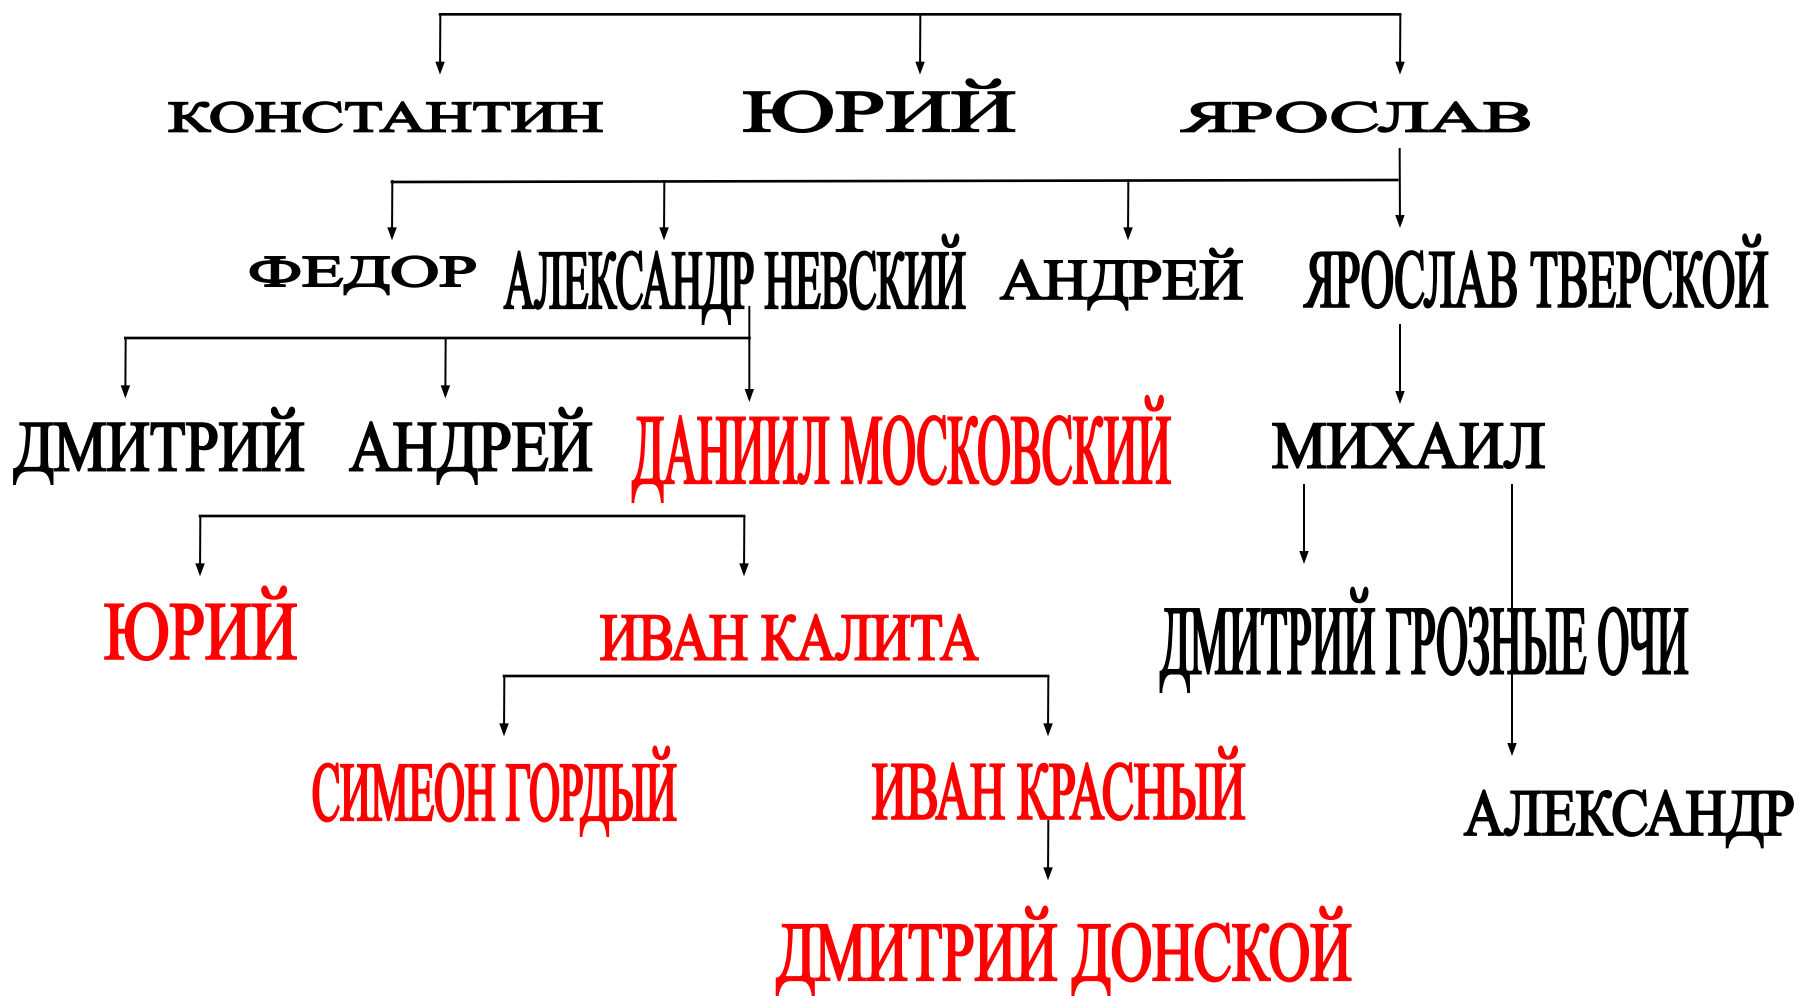 КОНСТАНТИН ЮРИЙ ЯРОСЛАВ
ФЕДОР АЛЕКСАНДР НЕВСКИЙ АНДРЕЙ ЯРОСЛАВ ТВЕРСКОЙ
ДМИТРИЙ АНДРЕЙ ДАНИИЛ МОСКОВСКИЙ МИХАИЛ
ЮРИЙ ИВАН КАЛИТА ДМИТРИЙ ГРОЗНЫЕ ОЧИ
СИМЕОН ГОРДЫЙ ИВАН КРАСНЫЙ АЛЕКСАНДР
ДМИТРИЙ ДОНСКОЙ